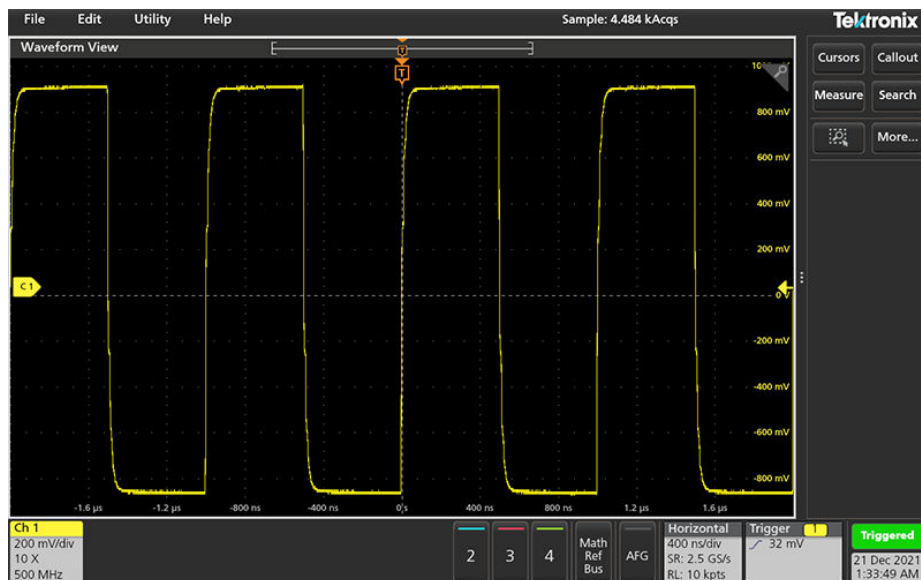 File Edit Utility Help Sample: 4.484 kAcqs Tektronix
Waveform View
T
T
Cursors Callout
Measure Search
More...
800 mV
600 mV
400 mV
200 mV
C 1
0 V
-200 mV
-400 mV
-600 mV
-800 mV
-1.6 µs -1.2 µs -800 ns -400 ns 0 s 400 ns 800 ns 1.2 µs 1.6 µs
Ch 1
200 mV/div
10 X
500 MHz
2 3 4
Math
Ref
Bus
AFG
Horizontal
400 ns/div
SR: 2.5 GS/s
RL: 10 kpts
Trigger 1
32 mV
Triggered
21 Dec 2021
1:33:49 AM